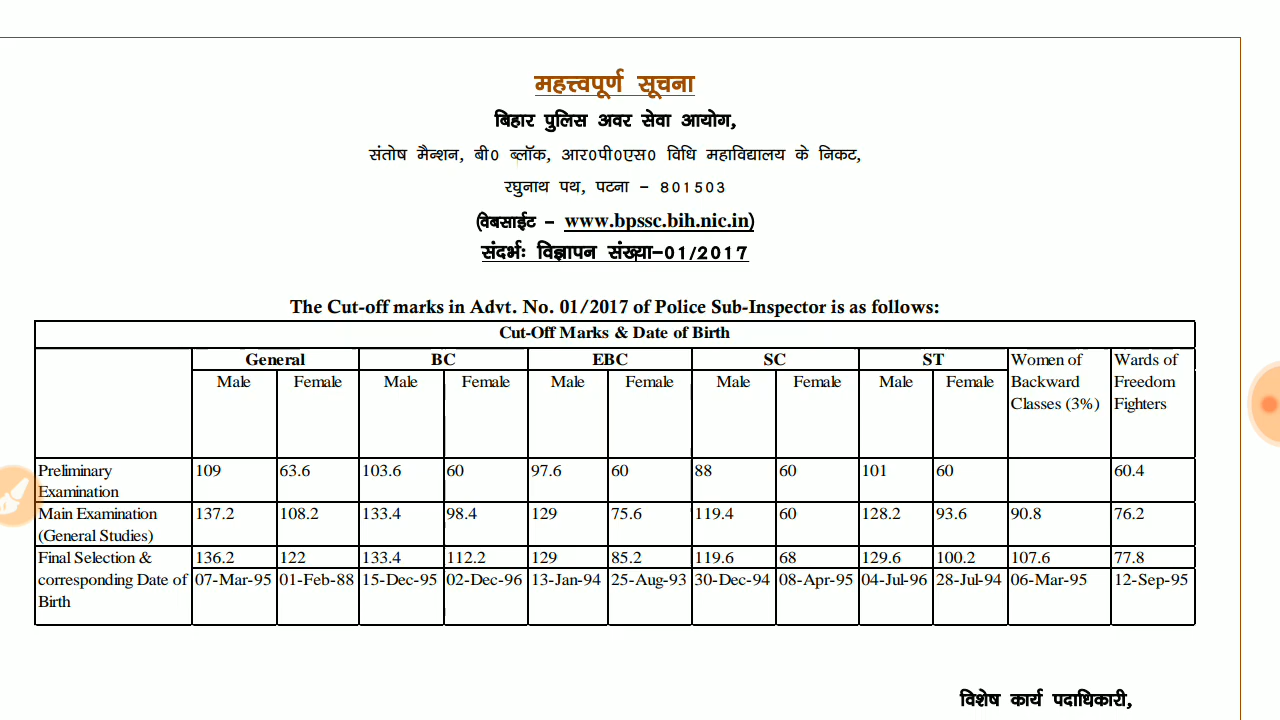 महत्त्वपूर्ण सूचना
बिहार पुलिस अवर सेवा आयोग,
संतोष मैन्शन, बी0 ब्लॉक, आर0पी0एस0 विधि महाविद्यालय के निकट,
रघुनाथ पथ, पटना - 801503
(वेबसाईट - www.bpssc.bih.nic.in)
संदर्भः विज्ञापन संख्या-01/2017
The Cut-off marks in Advt. No. 01/2017 of Police Sub-Inspector is as follows:
Cut-Off Marks & Date of Birth
General BC EBC SC ST Women of Backward Classes (3%) Wards of Freedom Fighters
Male Female Male Female Male Female Male Female Male Female
Preliminary Examination 109 63.6 103.6 60 97.6 60 88 60 101 60 60.4
Main Examination (General Studies) 137.2 108.2 133.4 98.4 129 75.6 119.4 60 128.2 93.6 90.8 76.2
Final Selection & corresponding Date of Birth 136.2 122 133.4 112.2 129 85.2 119.6 68 129.6 100.2 107.6 77.8
07-Mar-95 01-Feb-88 15-Dec-95 02-Dec-96 13-Jan-94 25-Aug-93 30-Dec-94 08-Apr-95 04-Jul-96 28-Jul-94 06-Mar-95 12-Sep-95
विशेष कार्य पदाधिकारी,